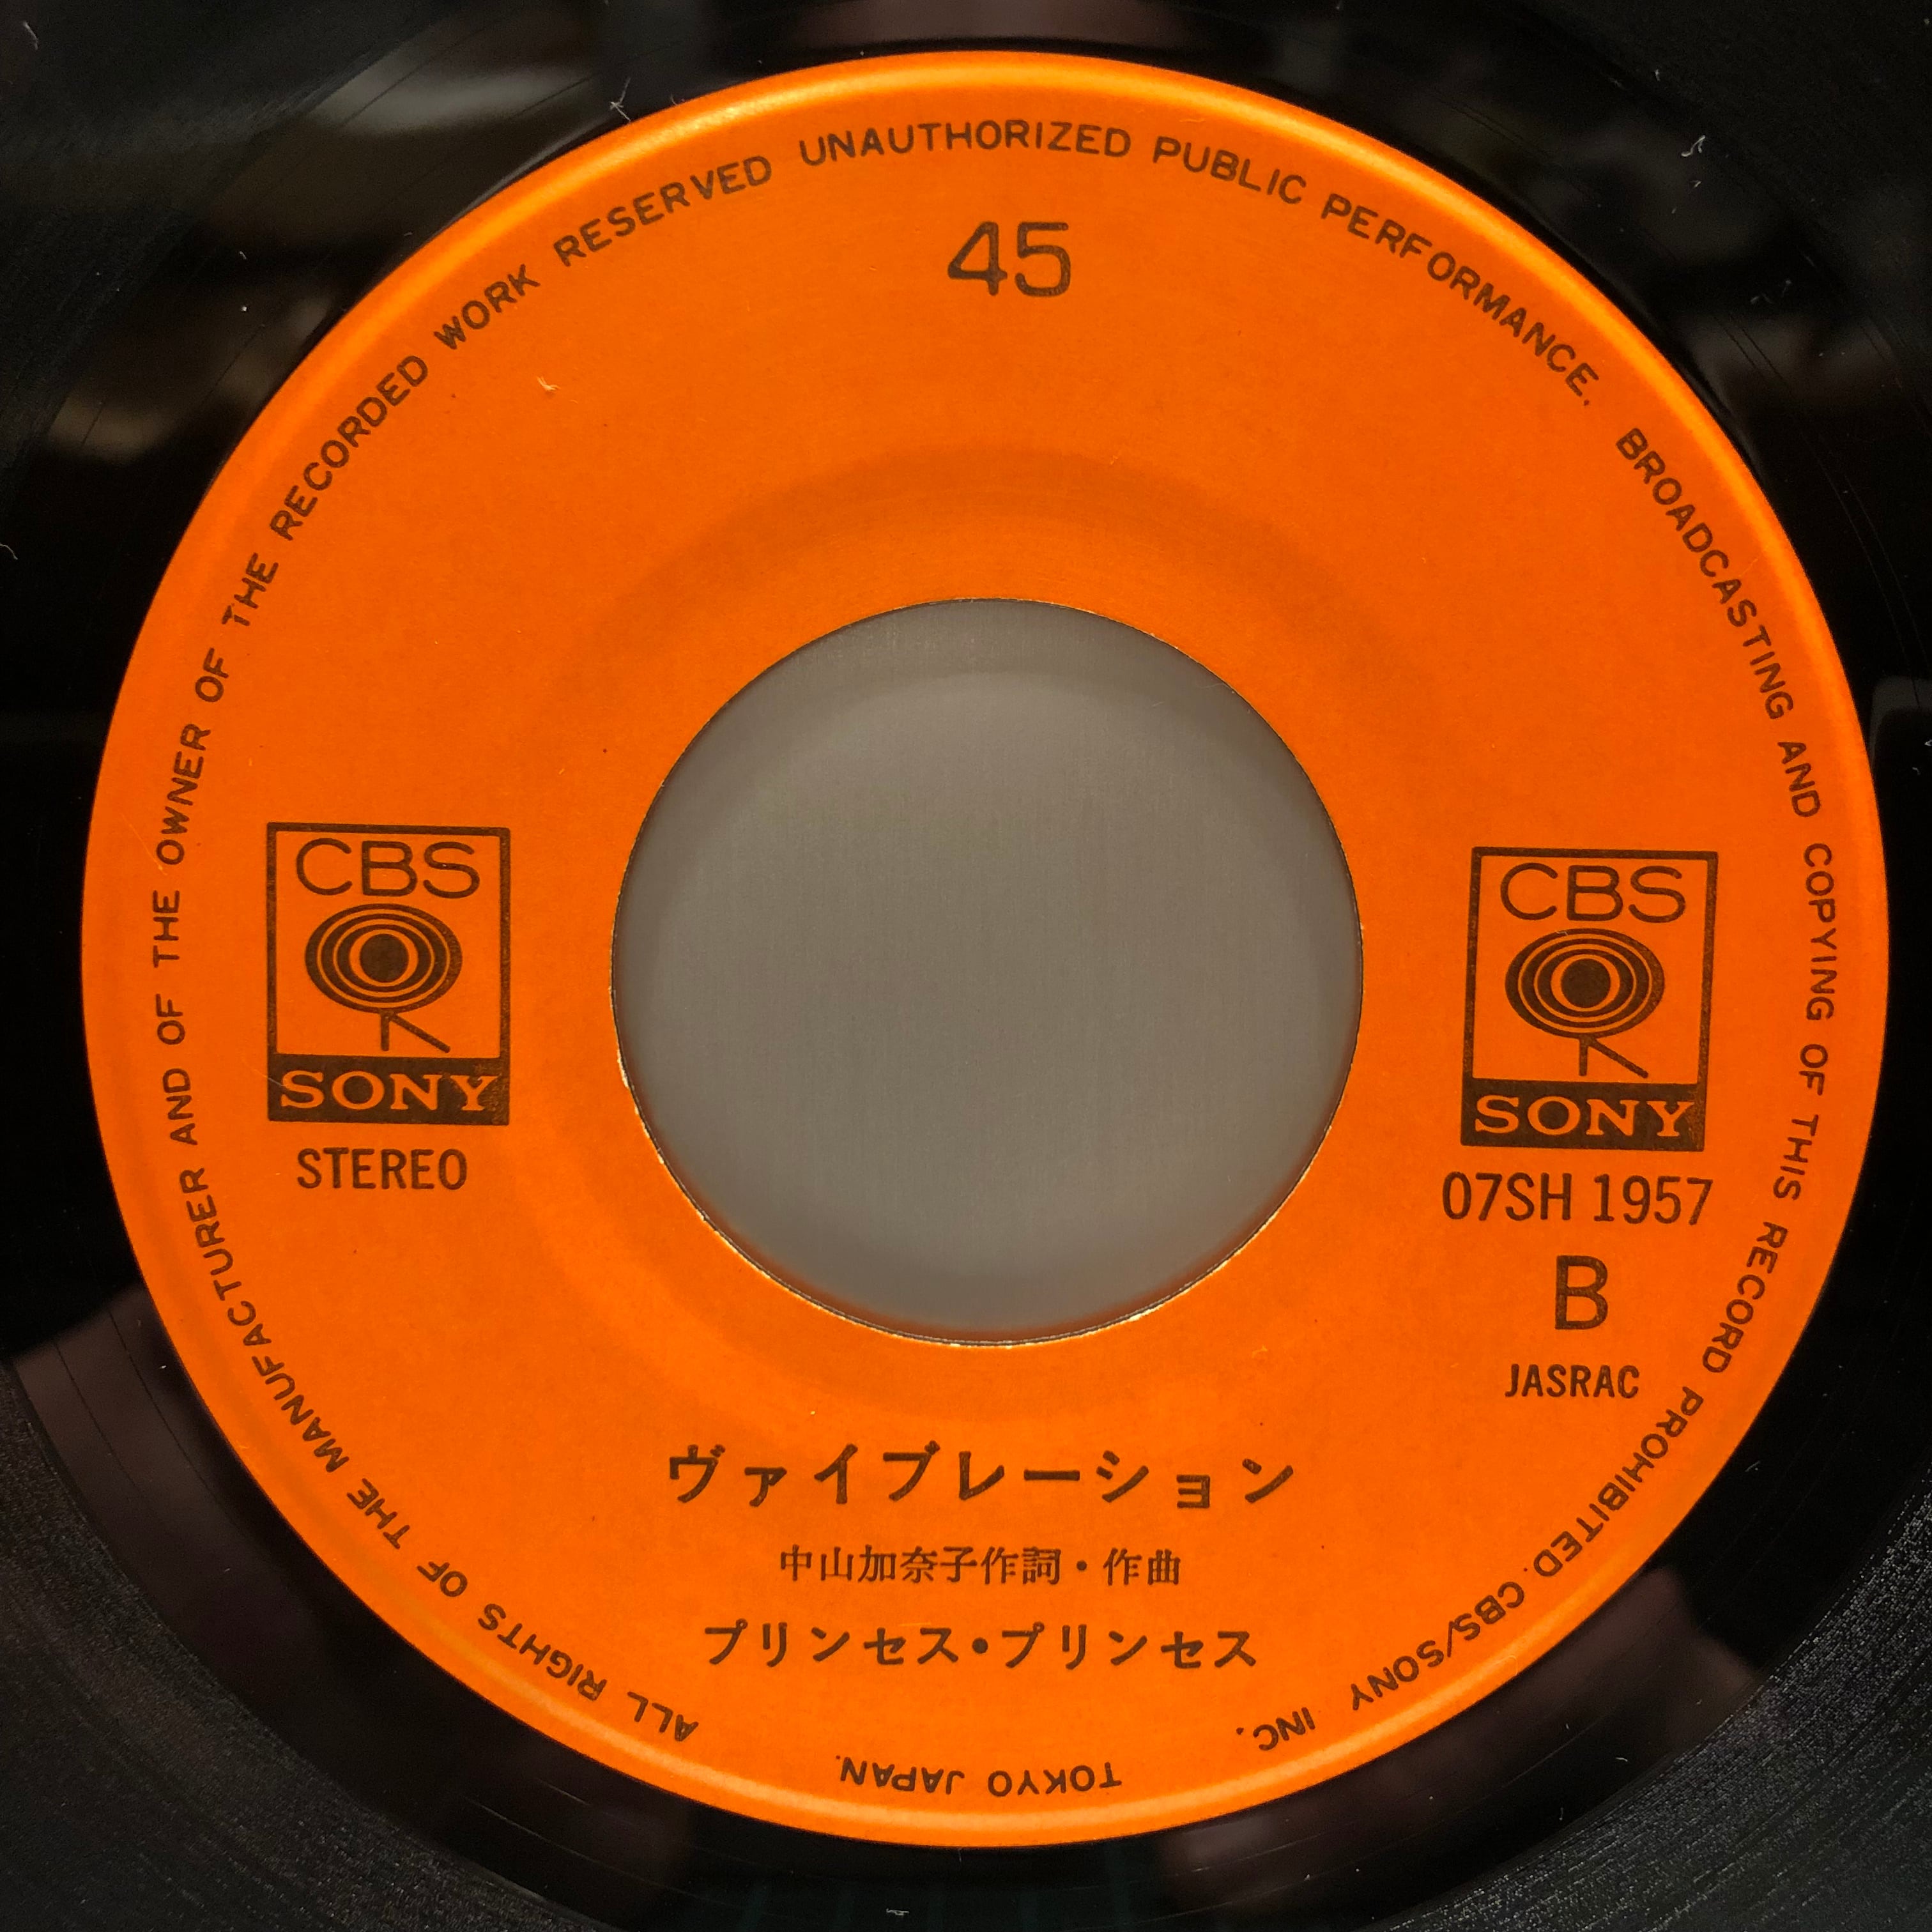 ALL RIGHTS OF THE MANUFACTURER AND OF THE OWNER OF THE RECORDED WORK RESERVED UNAUTHORIZED PUBLIC PERFORMANCE. BROADCASTING AND COPYING OF THIS RECORD PROHIBITED. CBS/SONY INC. TOKYO JAPAN.
45
CBS
SONY
STEREO
CBS
SONY
07SH 1957
B
JASRAC
ヴァイブレーション
中山加奈子作詞・作曲
プリンセス・プリンセス